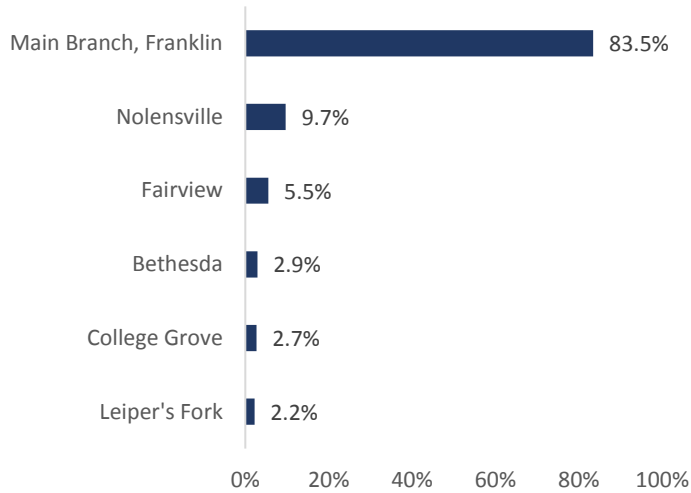 Main Branch, Franklin 83.5%
Nolensville 9.7%
Fairview 5.5%
Bethesda 2.9%
College Grove 2.7%
Leiper's Fork 2.2%
0% 20% 40% 60% 80% 100%